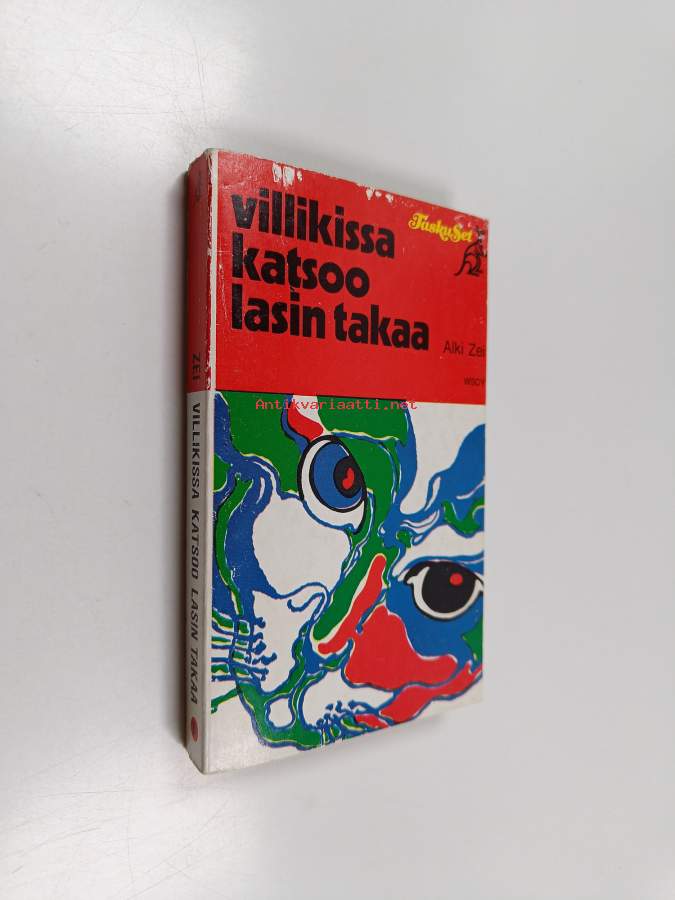 villikissa
katsoo
lasin takaa
TaskuSet
Alki Zei
WSOY
Antikvariaatti.net
ZEI VILLIKISSA KATSOO LASIN TAKAA